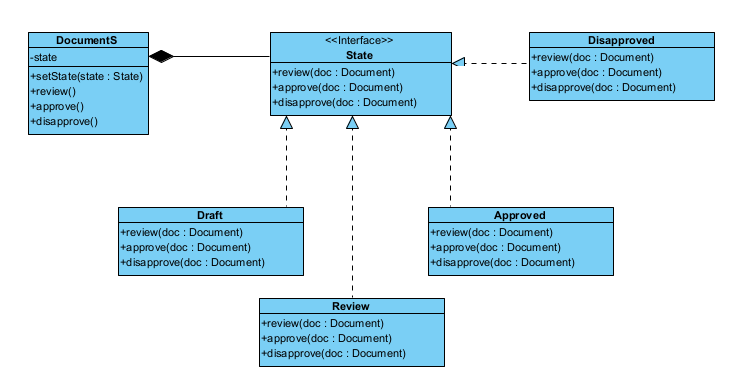 DocumentS
-state
+setState(state : State)
+review()
+approve()
+disapprove()
<<Interface>>
State
+review(doc : Document)
+approve(doc : Document)
+disapprove(doc : Document)
Disapproved
+review(doc : Document)
+approve(doc : Document)
+disapprove(doc : Document)
Draft
+review(doc : Document)
+approve(doc : Document)
+disapprove(doc : Document)
Approved
+review(doc : Document)
+approve(doc : Document)
+disapprove(doc : Document)
Review
+review(doc : Document)
+approve(doc : Document)
+disapprove(doc : Document)